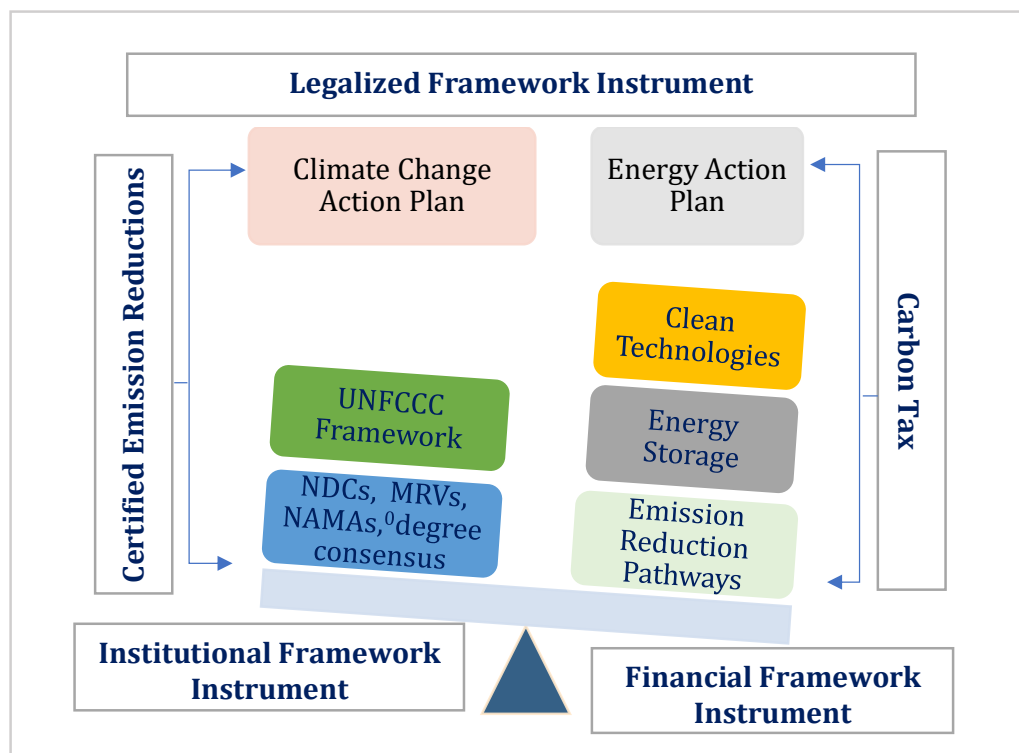 Legalized Framework Instrument
Certified Emission Reductions
Climate Change
Action Plan
Energy Action
Plan
Carbon Tax
Clean
Technologies
UNFCCC
Framework
Energy
Storage
NDCs, MRVs,
NAMAs,⁰degree
consensus
Emission
Reduction
Pathways
Institutional Framework
Instrument
Financial Framework
Instrument